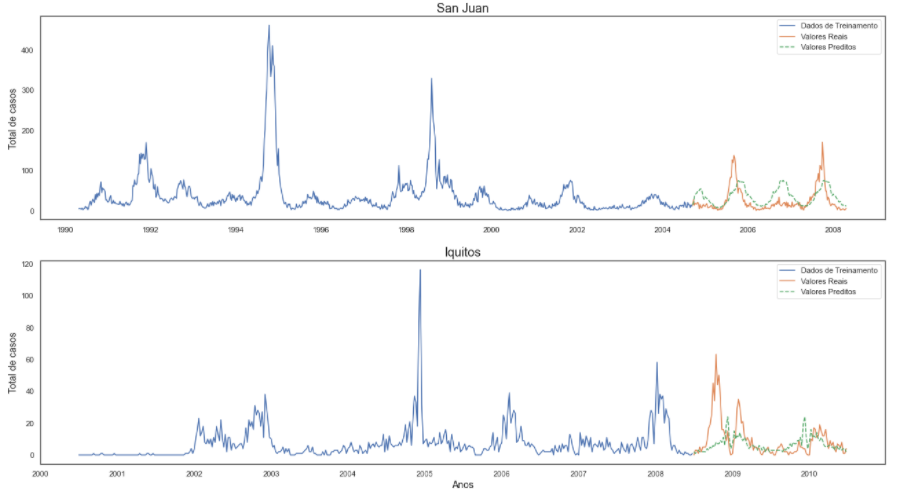 San Juan
Dados de Treinamento
Valores Reais
Valores Preditos
400
300
200
100
0
Total de casos
1990 1992 1994 1996 1998 2000 2002 2004 2006 2008
Iquitos
Dados de Treinamento
Valores Reais
Valores Preditos
120
100
80
60
40
20
0
Total de casos
2000 2001 2002 2003 2004 2005 2006 2007 2008 2009 2010
Anos